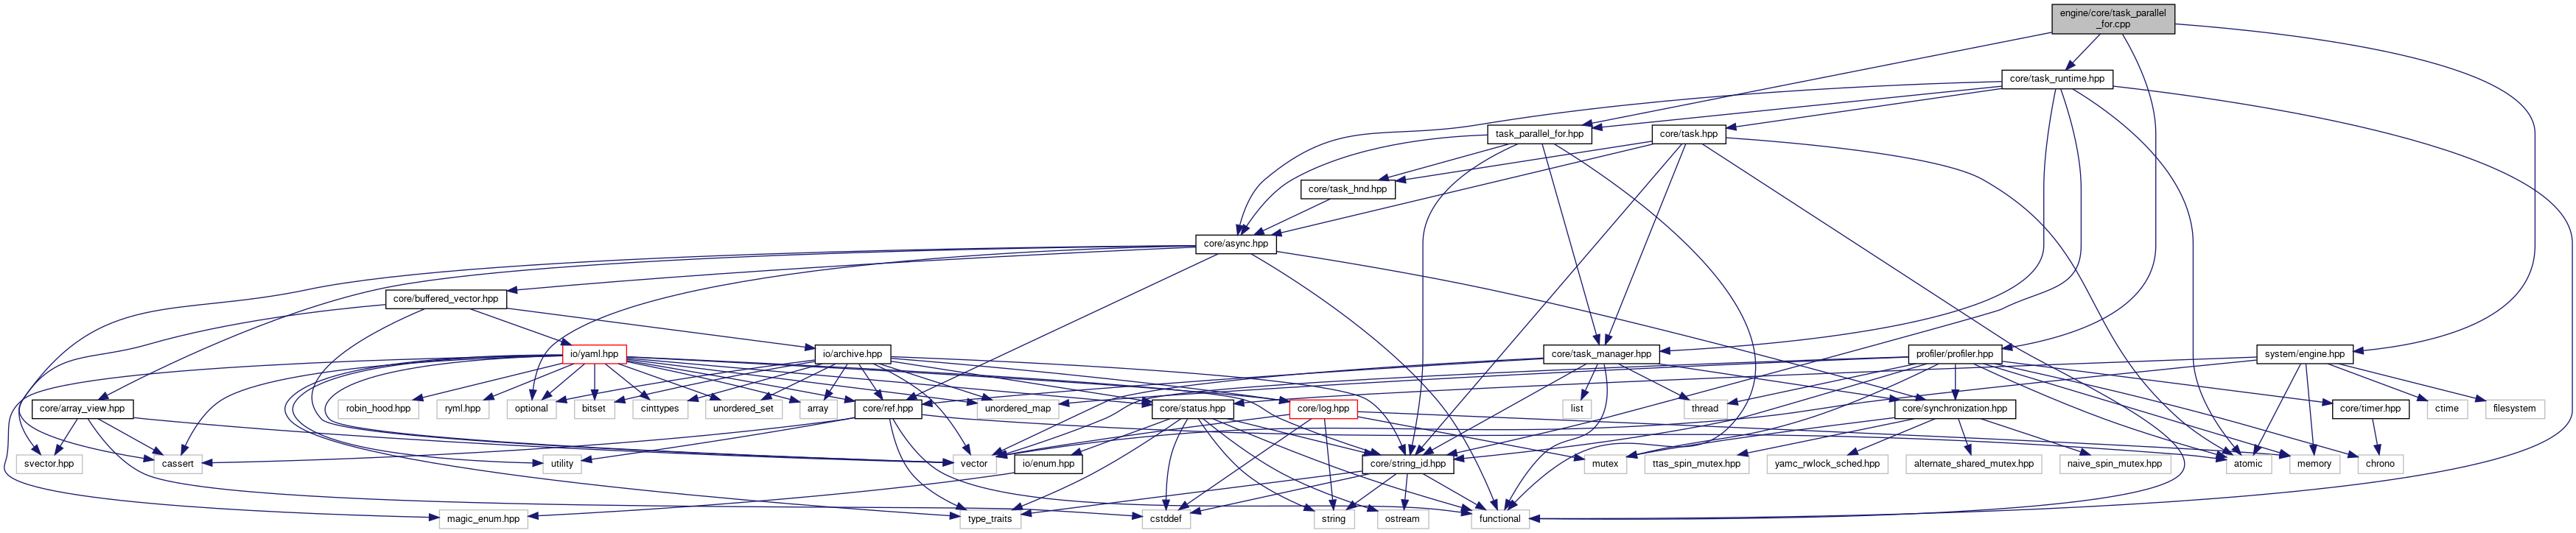 engine/core/task_parallel
_for.cpp
core/task_runtime.hpp
task_parallel_for.hpp
core/task.hpp
core/task_hnd.hpp
core/async.hpp
core/buffered_vector.hpp
io/yaml.hpp
io/archive.hpp
core/task_manager.hpp
profiler/profiler.hpp
system/engine.hpp
core/array_view.hpp
robin_hood.hpp
ryml.hpp
optional
bitset
cinttypes
unordered_set
array
core/ref.hpp
unordered_map
core/status.hpp
core/log.hpp
list
thread
core/synchronization.hpp
core/timer.hpp
ctime
filesystem
svector.hpp
cassert
utility
vector
io/enum.hpp
core/string_id.hpp
mutex
ttas_spin_mutex.hpp
yamc_rwlock_sched.hpp
alternate_shared_mutex.hpp
naive_spin_mutex.hpp
atomic
memory
chrono
magic_enum.hpp
type_traits
cstddef
string
ostream
functional